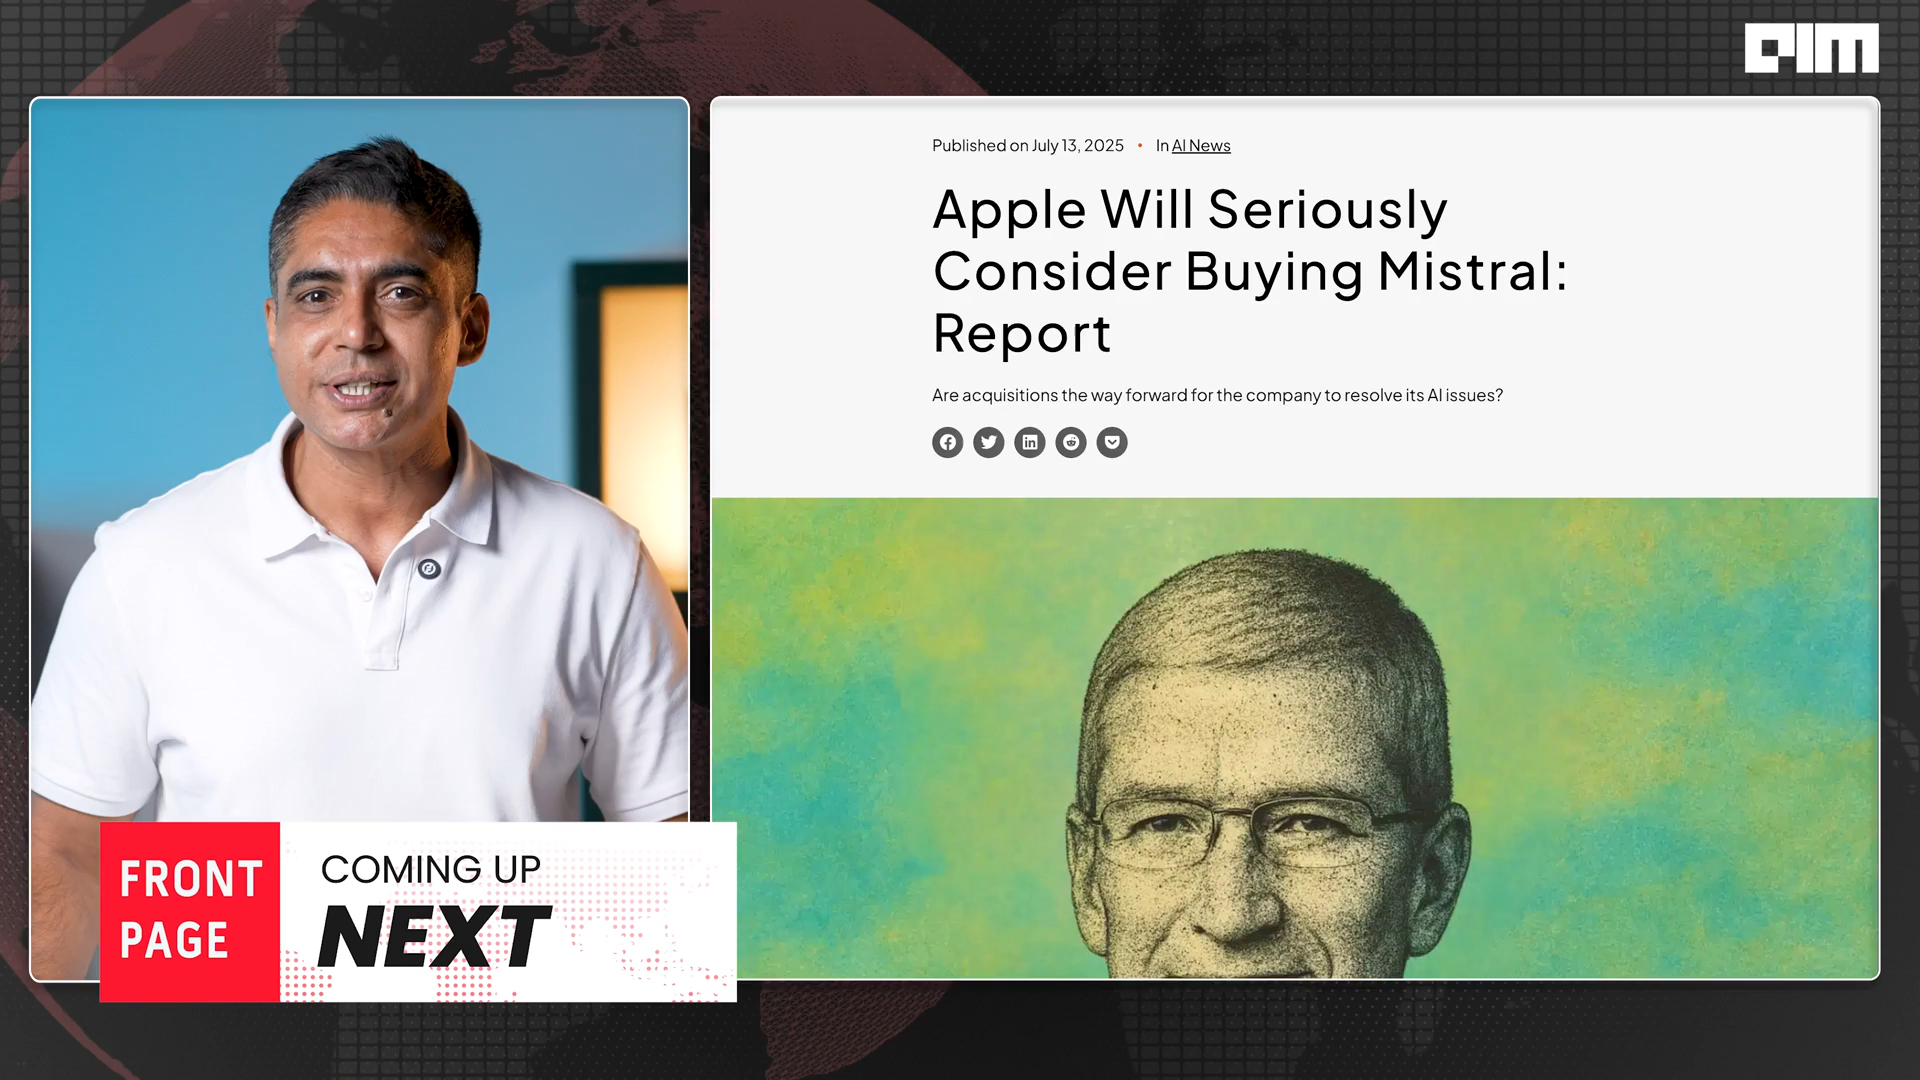 AIM
Published on July 13, 2025 • In AI News
Apple Will Seriously
Consider Buying Mistral:
Report
Are acquisitions the way forward for the company to resolve its AI issues?
FRONT
PAGE
COMING UP
NEXT